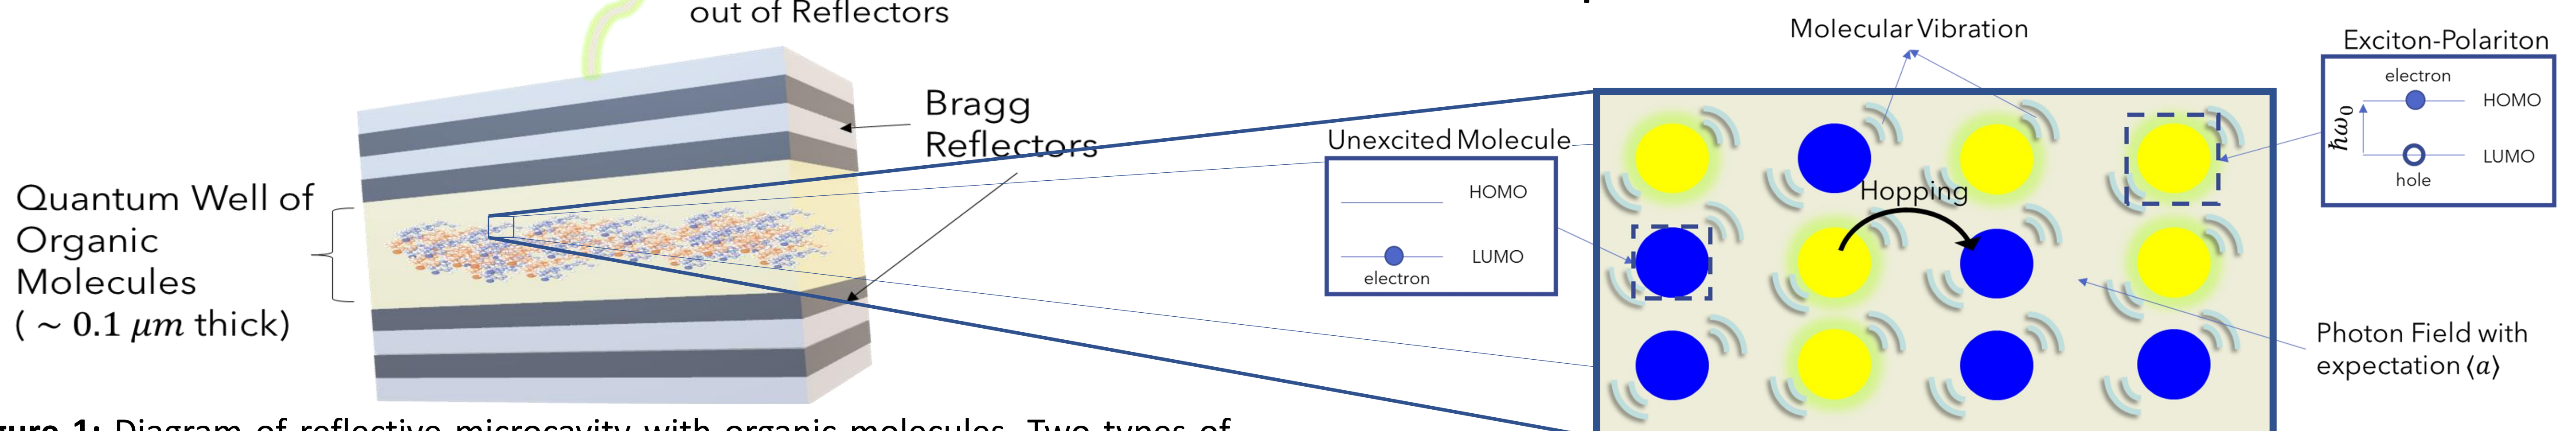 out of Reflectors
Bragg
Reflectors
Quantum Well of
Organic
Molecules
( ~ 0.1 μm thick)
Molecular Vibration
Exciton-Polariton
electron
HOMO
ħω₀
LUMO
hole
Unexcited Molecule
HOMO
LUMO
electron
Hopping
Photon Field with
expectation ⟨a⟩
gure 1: Diagram of reflective microcavity with organic molecules. Two types of